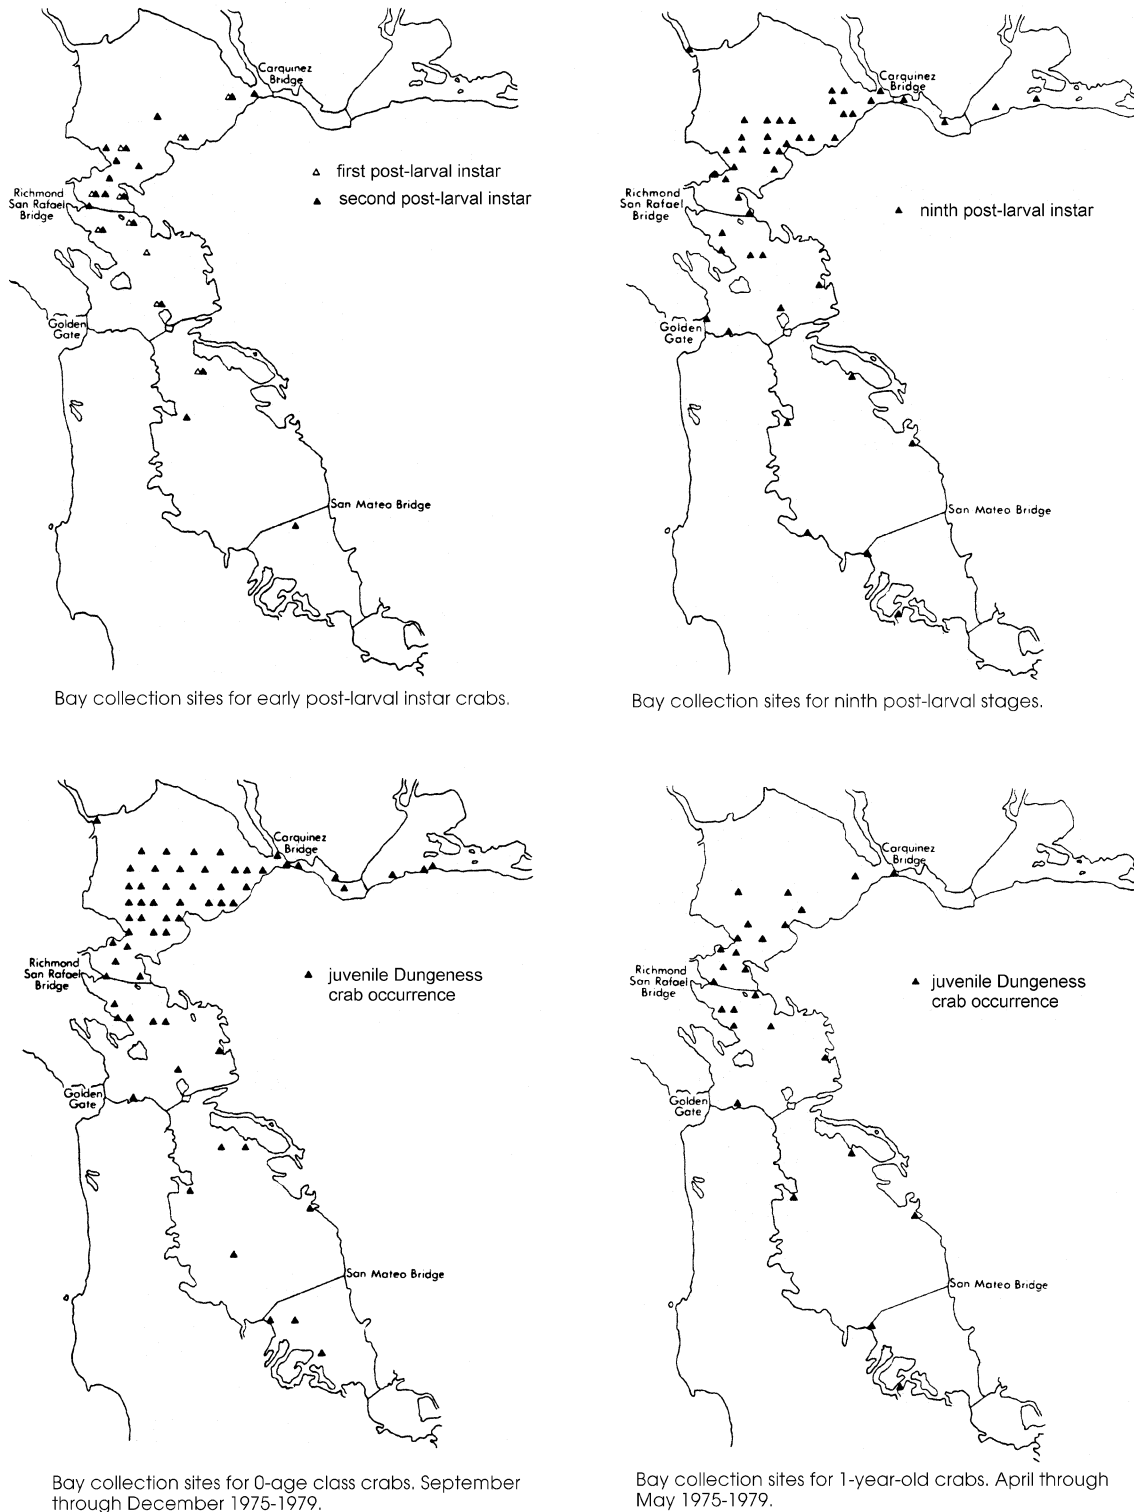 Carquinez
Bridge
first post-larval instar
second post-larval instar
Richmond
San Rafael
Bridge
Golden
Gate
San Mateo Bridge
Bay collection sites for early post-larval instar crabs.
Carquinez
Bridge
Richmond
San Rafael
Bridge
ninth post-larval instar
Golden
Gate
San Mateo Bridge
Bay collection sites for ninth post-larval stages.
Carquinez
Bridge
Richmond
San Rafael
Bridge
juvenile Dungeness
crab occurrence
Golden
Gate
San Mateo Bridge
Bay collection sites for 0-age class crabs. September
through December 1975-1979.
Carquinez
Bridge
Richmond
San Rafael
Bridge
juvenile Dungeness
crab occurrence
Golden
Gate
San Mateo Bridge
Bay collection sites for 1-year-old crabs. April through
May 1975-1979.